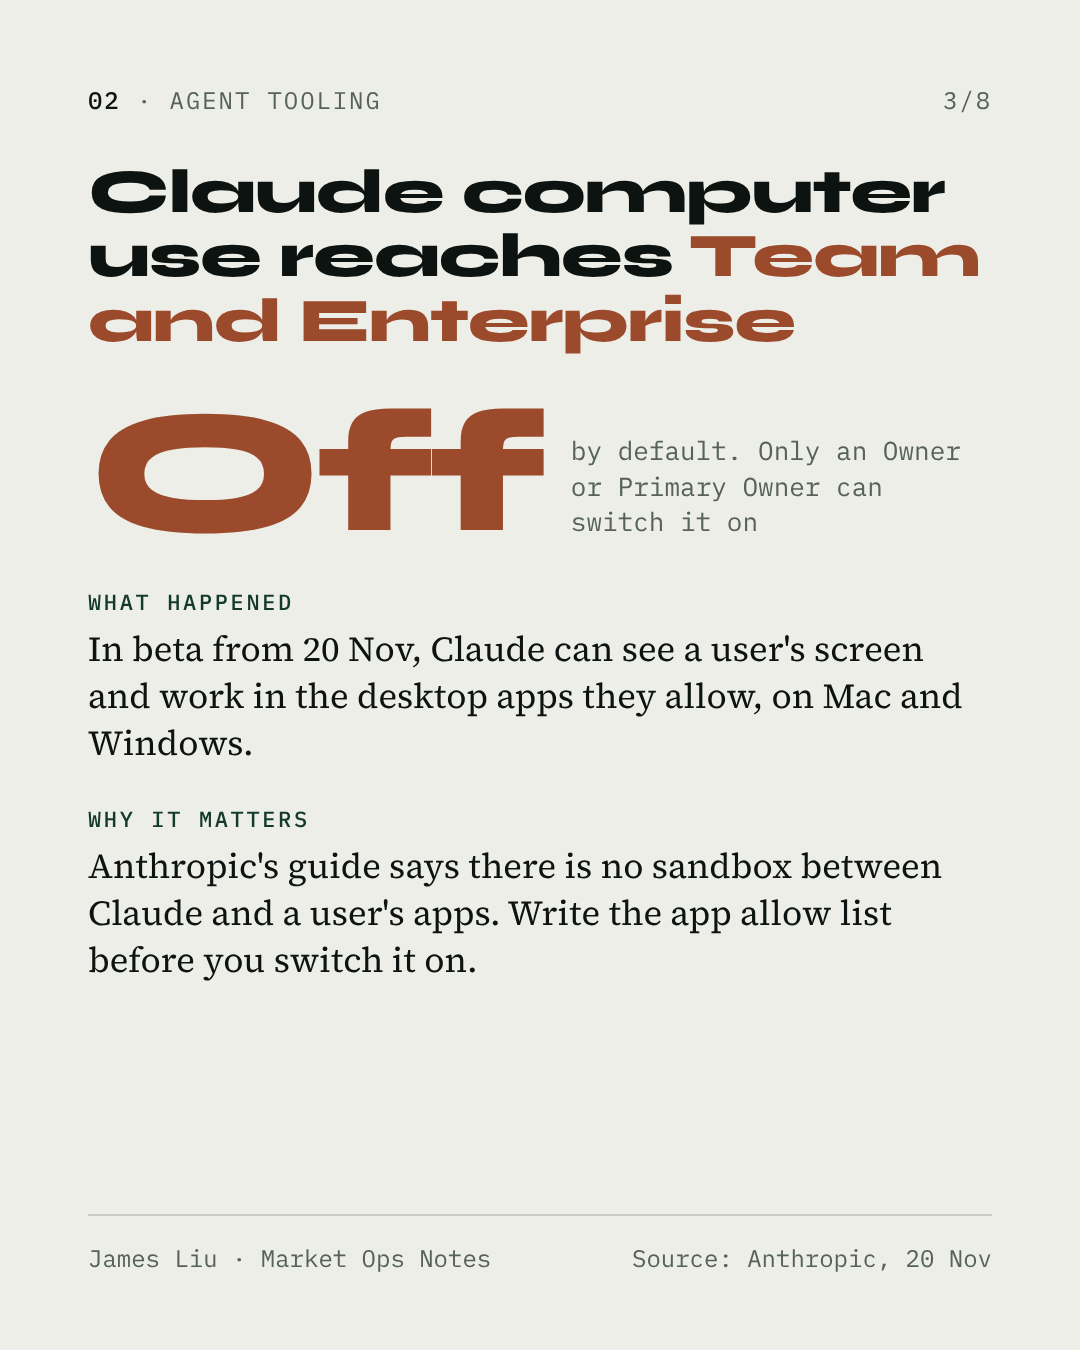 02 · AGENT TOOLING
3/8
Claude computer
use reaches Team
and Enterprise
Off
by default. Only an Owner
or Primary Owner can
switch it on
WHAT HAPPENED
In beta from 20 Nov, Claude can see a user's screen
and work in the desktop apps they allow, on Mac and
Windows.
WHY IT MATTERS
Anthropic's guide says there is no sandbox between
Claude and a user's apps. Write the app allow list
before you switch it on.
James Liu · Market Ops Notes
Source: Anthropic, 20 Nov